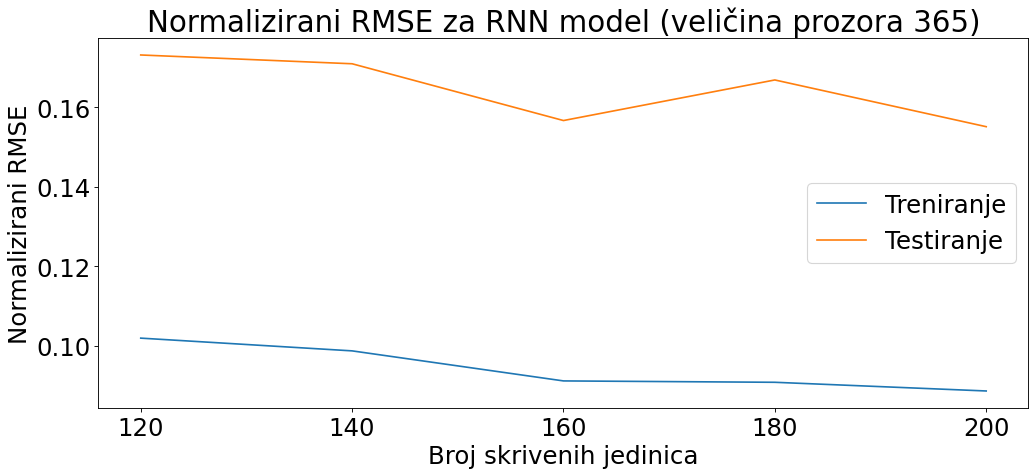 Normalizirani RMSE za RNN model (veličina prozora 365)
Normalizirani RMSE
0.16
0.14
0.12
0.10
Treniranje
Testiranje
120 140 160 180 200
Broj skrivenih jedinica